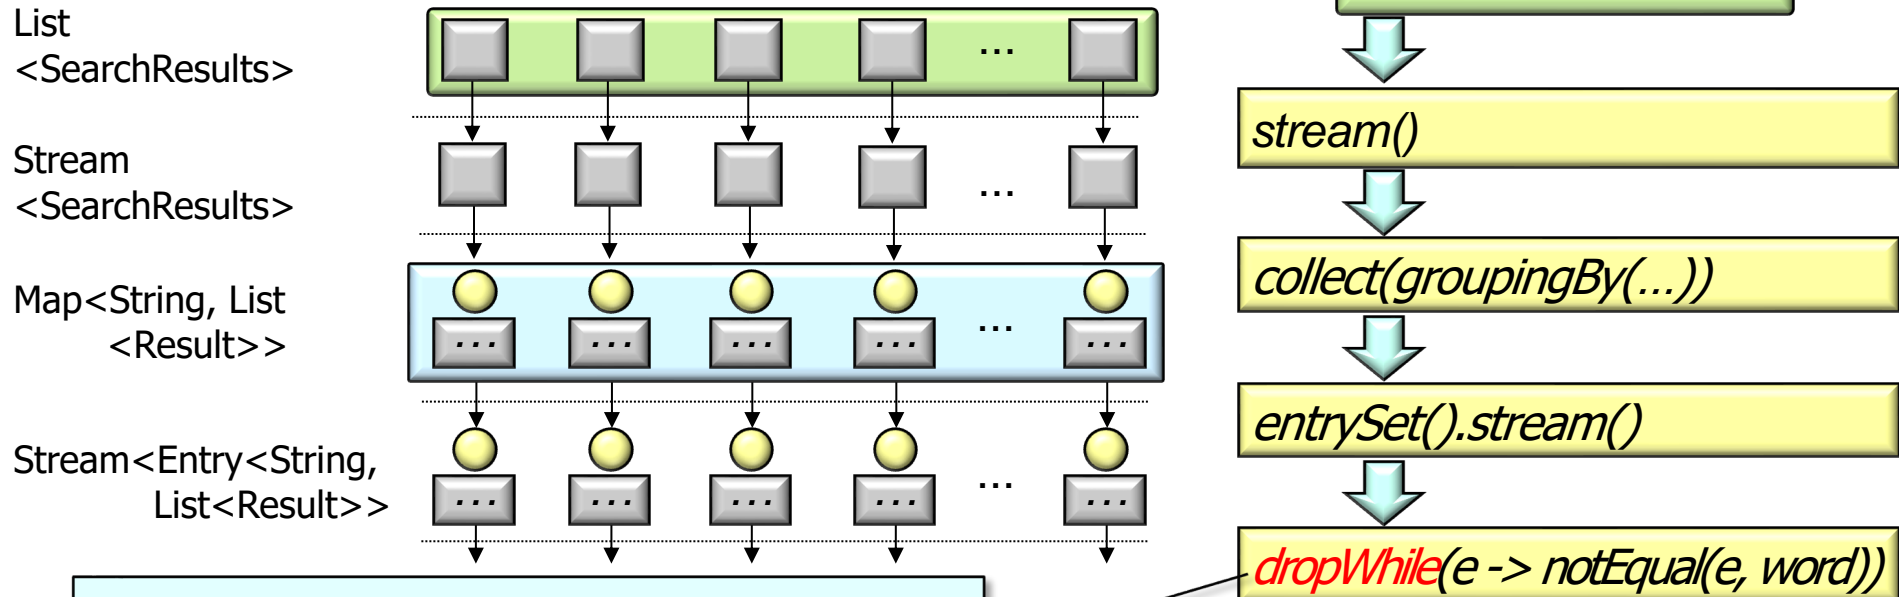 List
<SearchResults>
...
stream()
Stream
<SearchResults>
...
collect(groupingBy(...))
Map<String, List
<Result>>
...
... ... ... ... ...
entrySet().stream()
Stream<Entry<String,
List<Result>>
...
... ... ... ... ...
dropWhile(e -> notEqual(e, word))